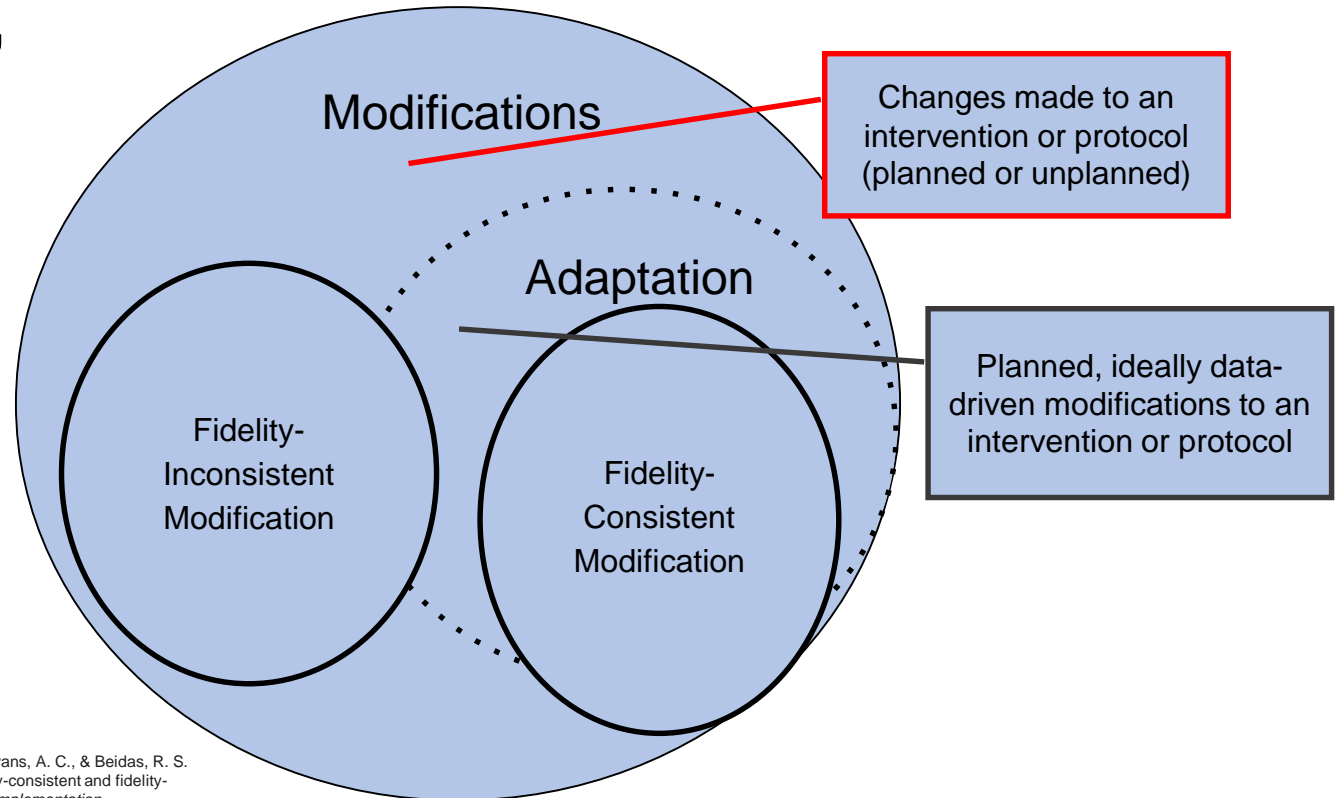 Modifications
Changes made to an
intervention or protocol
(planned or unplanned)
Adaptation
Planned, ideally data-
driven modifications to an
intervention or protocol
Fidelity-
Inconsistent
Modification
Fidelity-
Consistent
Modification
ans, A. C., & Beidas, R. S.
y-consistent and fidelity-